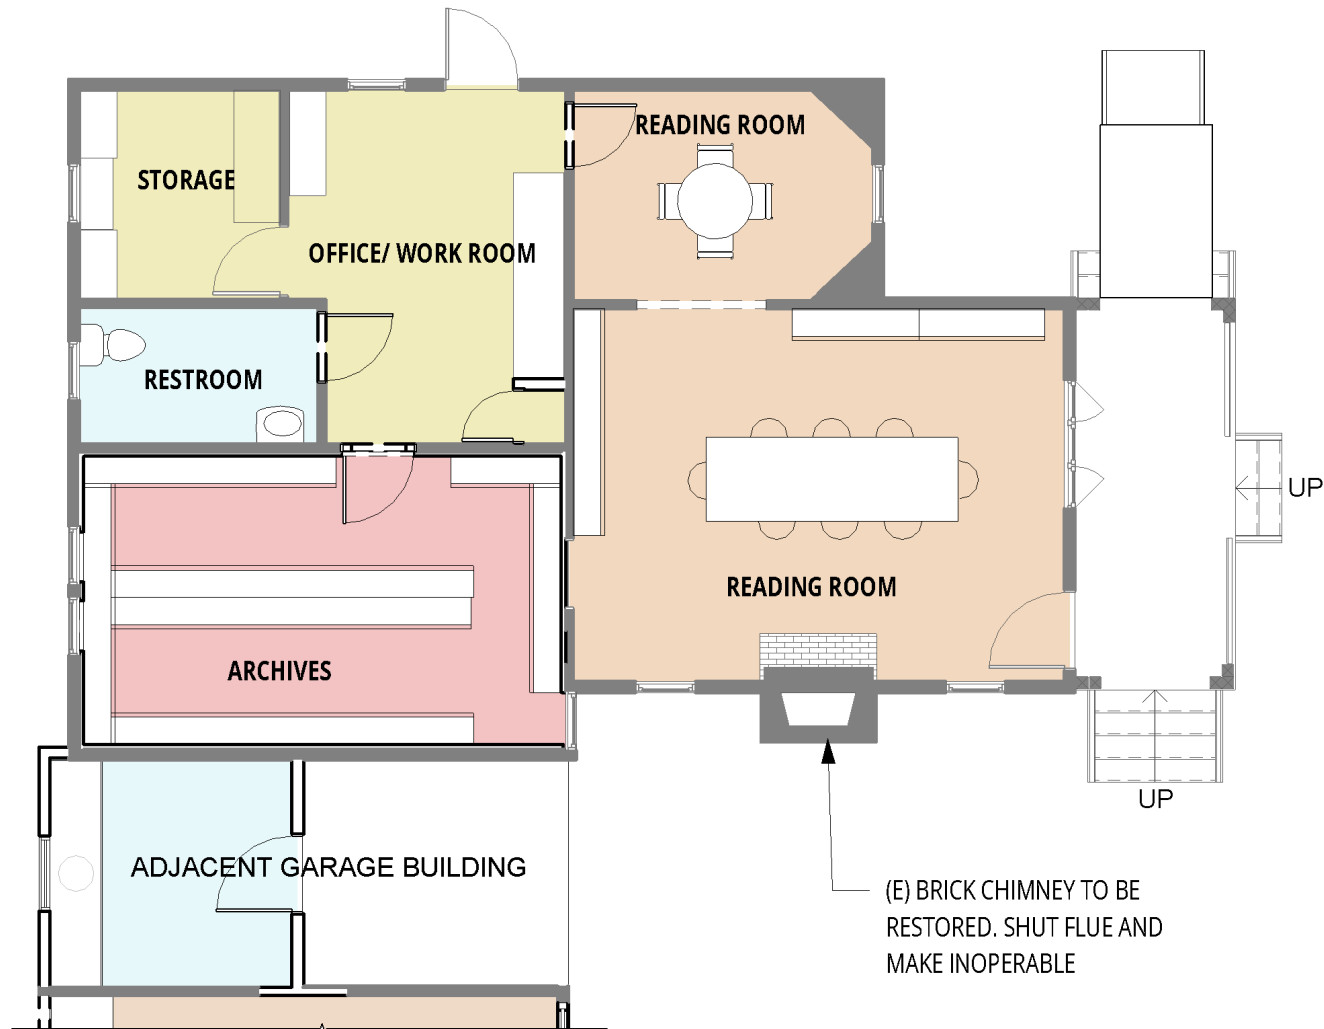 READING ROOM
STORAGE
OFFICE/ WORK ROOM
RESTROOM
UP
READING ROOM
ARCHIVES
UP
ADJACENT GARAGE BUILDING
(E) BRICK CHIMNEY TO BE
RESTORED. SHUT FLUE AND
MAKE INOPERABLE